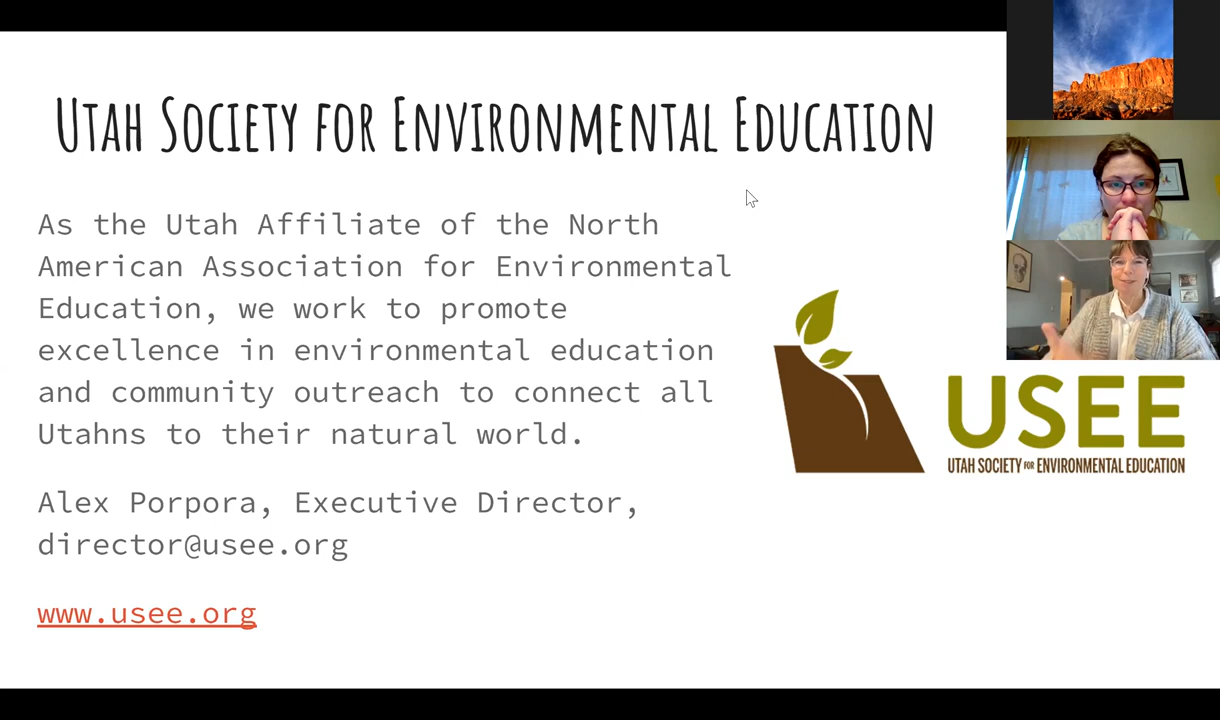 Utah Society for Environmental Education
As the Utah Affiliate of the North
American Association for Environmental
Education, we work to promote
excellence in environmental education
and community outreach to connect all
Utahns to their natural world.
Alex Porpora, Executive Director,
director@usee.org
www.usee.org
USEE
UTAH SOCIETY FOR ENVIRONMENTAL EDUCATION